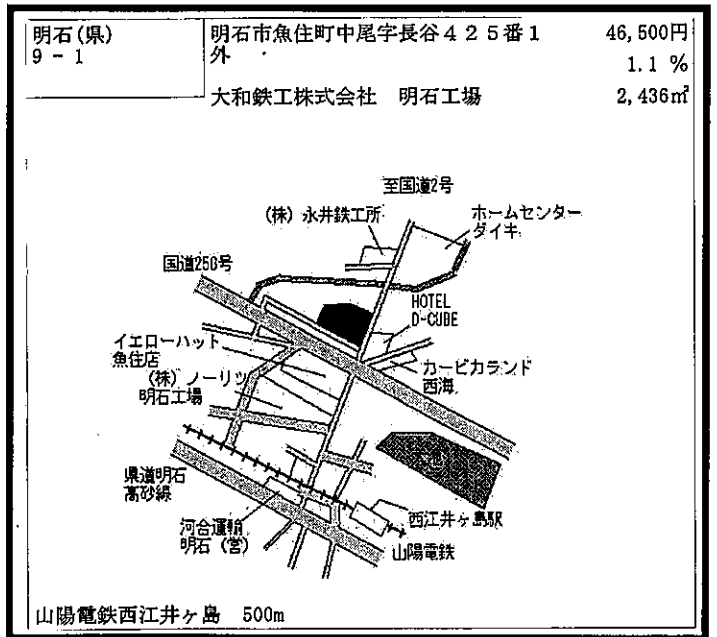 明石(県)
9-1
明石市魚住町中尾字長谷425番1
外
46,500円
1.1 %
大和鉄工株式会社 明石工場
2,436㎡
至国道2号
(株) 永井鉄工所
ホームセンター
ダイキ
国道250号
HOTEL
D-CUBE
イエローハット
魚住店
カービカランド
西海
(株) ノーリツ
明石工場
県道明石
高砂線
西江井ヶ島駅
河合運輸
明石(営)
山陽電鉄
山陽電鉄西江井ヶ島 500m